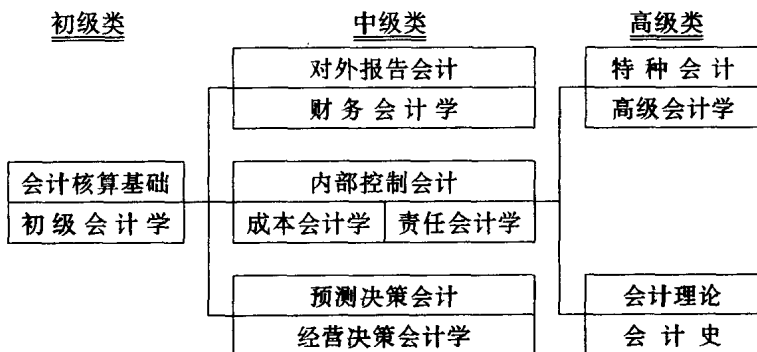 初级类 中级类 高级类
对外报告会计 特种会计
财务会计学 高级会计学
会计核算基础 内部控制会计
初级会计学 成本会计学 责任会计学
预测决策会计 会计理论
经营决策会计学 会计史